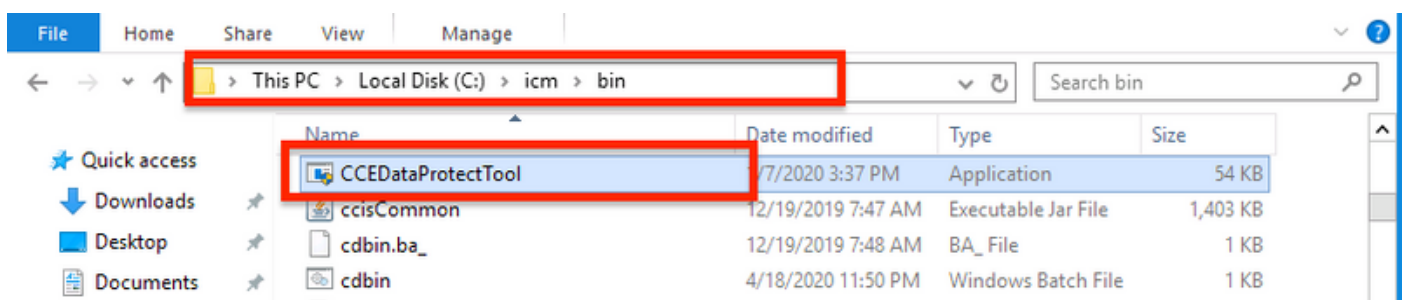 File Home Share View Manage
This PC > Local Disk (C:) > icm > bin Search bin
Name Date modified Type Size
Quick access
CCEDataProtectTool /7/2020 3:37 PM Application 54 KB
Downloads ccisCommon 12/19/2019 7:47 AM Executable Jar File 1,403 KB
Desktop cdbin.ba_ 12/19/2019 7:48 AM BA_ File 1 KB
Documents cdbin 4/18/2020 11:50 PM Windows Batch File 1 KB